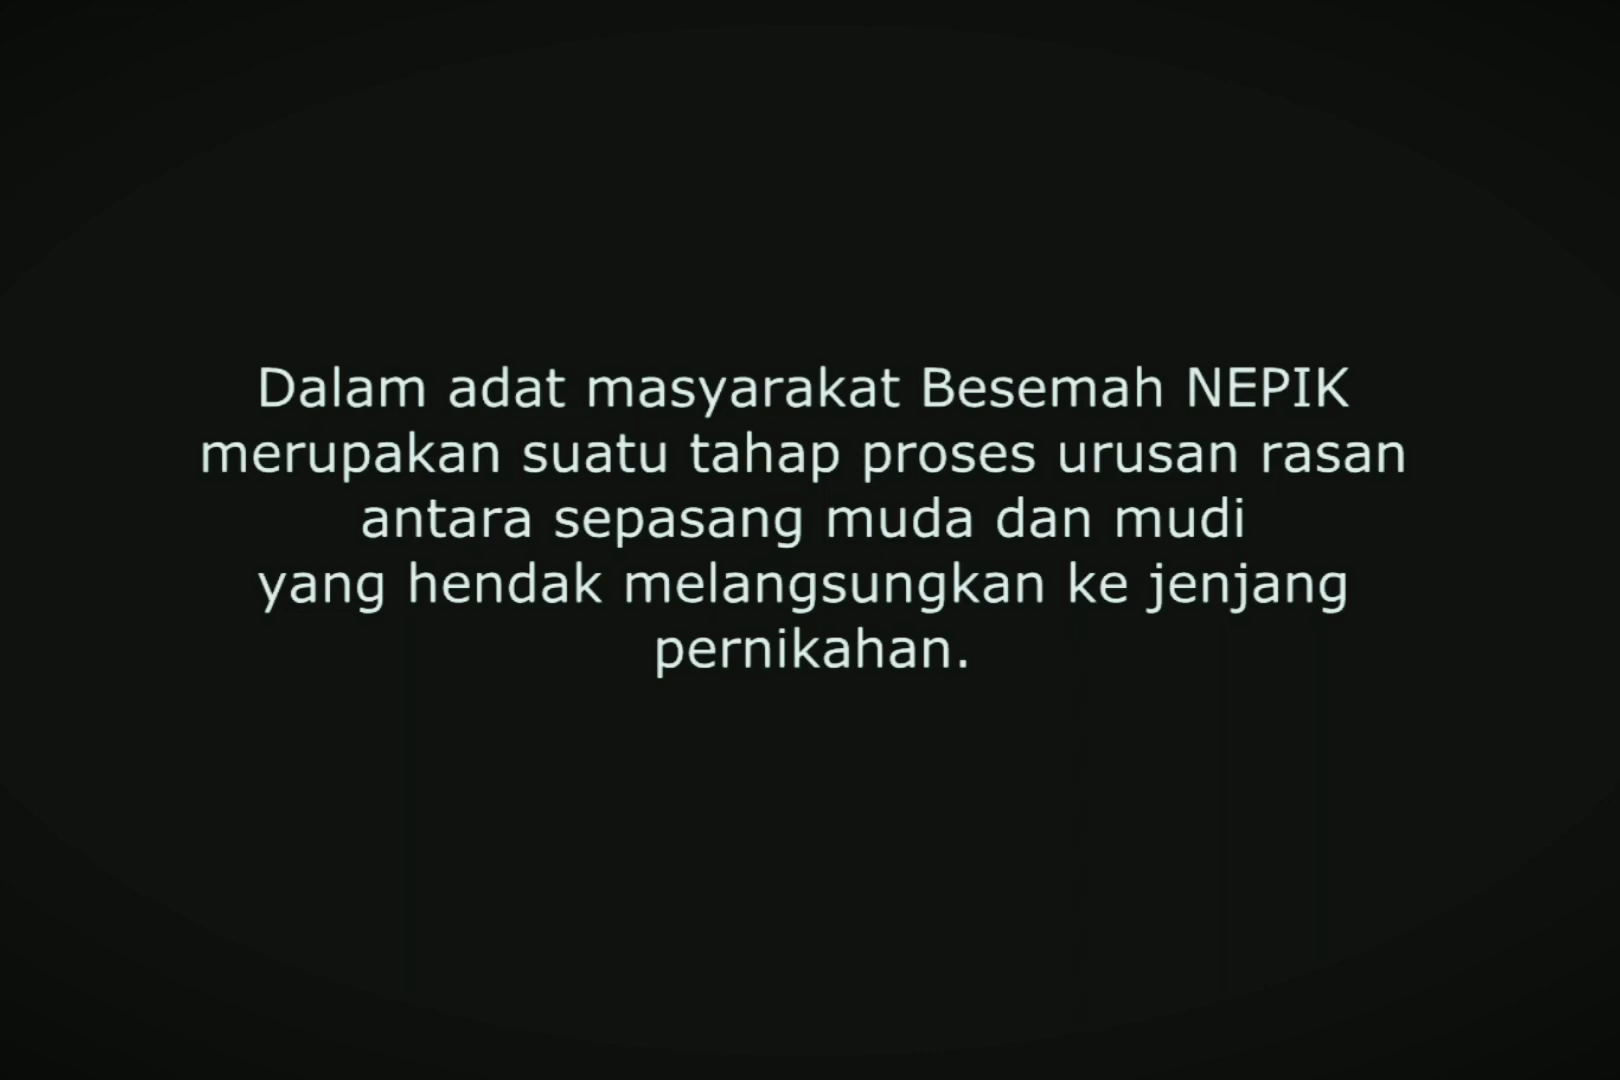 Dalam adat masyarakat Besemah NEPIK
merupakan suatu tahap proses urusan rasan
antara sepasang muda dan mudi
yang hendak melangsungkan ke jenjang
pernikahan.